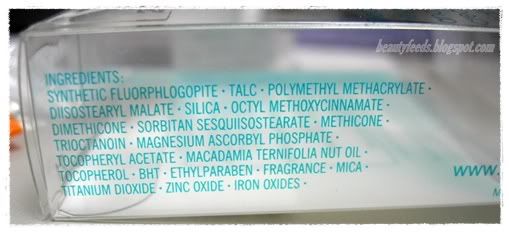 beautyfeeds.blogspot.com
INGREDIENTS:
SYNTHETIC FLUORPHLOGOPITE · TALC · POLYMETHYL METHACRYLATE ·
DIISOSTEARYL MALATE · SILICA · OCTYL METHOXYCINNAMATE ·
DIMETHICONE · SORBITAN SESQUIISOSTEARATE · METHICONE ·
TRIOCTANOIN · MAGNESIUM ASCORBYL PHOSPHATE ·
TOCOPHERYL ACETATE · MACADAMIA TERNIFOLIA NUT OIL ·
TOCOPHEROL · BHT · ETHYLPARABEN · FRAGRANCE · MICA ·
TITANIUM DIOXIDE · ZINC OXIDE · IRON OXIDES ·
www.